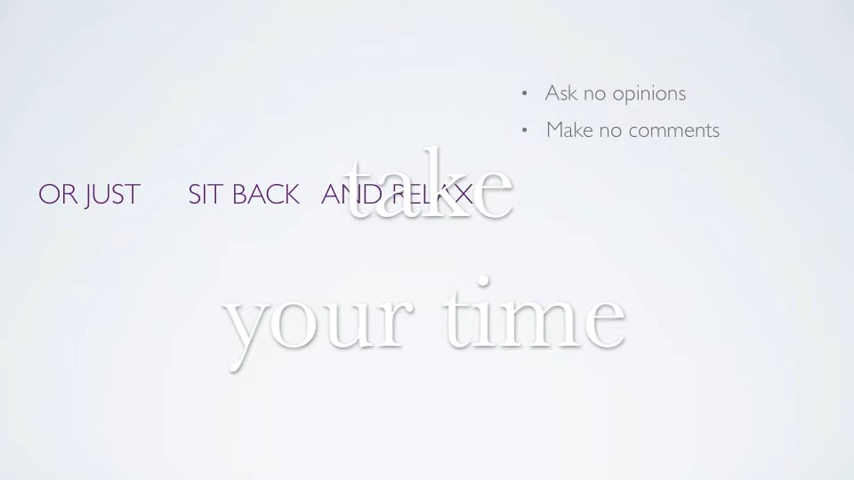 • Ask no opinions
• Make no comments
OR JUST SIT BACK AND RELAX
take
your time